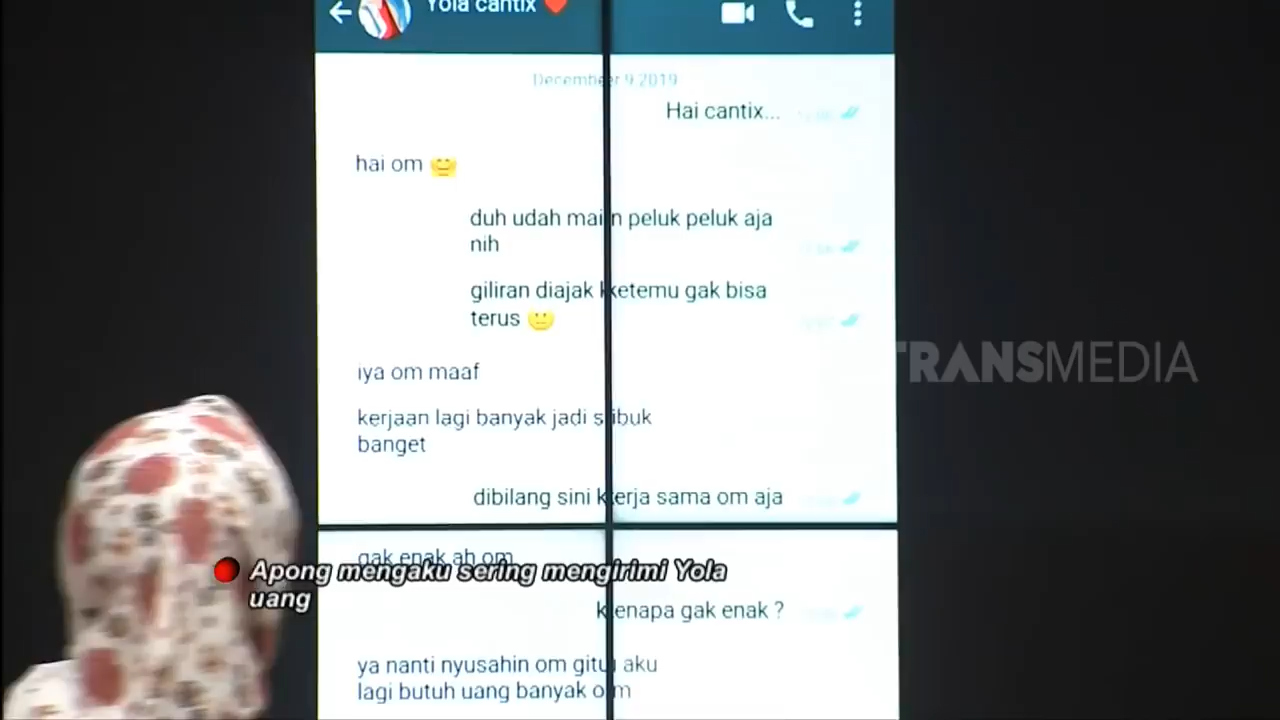 Yola cantix
December 9 2019
Hai cantix...
hai om
duh udah main peluk peluk aja
nih
giliran diajak ketemu gak bisa
terus
iya om maaf
kerjaan lagi banyak jadi sibuk
banget
dibilang sini kerja sama om aja
gak enak ah om
Apong mengaku sering mengirimi Yola
uang
kenapa gak enak ?
ya nanti nyusahin om gitu aku
lagi butuh uang banyak om
TRANSMEDIA